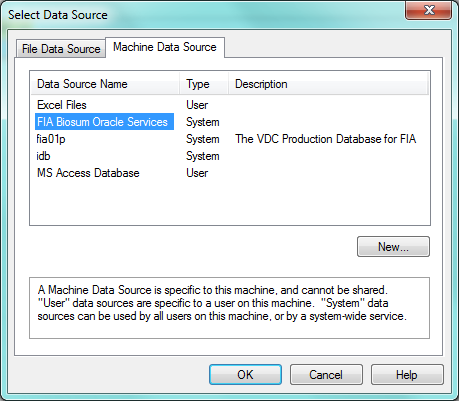 Select Data Source
File Data Source Machine Data Source
Data Source Name Type Description
Excel Files User
FIA Biosum Oracle Services System
fia01p System The VDC Production Database for FIA
idb System
MS Access Database User
New...
A Machine Data Source is specific to this machine, and cannot be shared.
"User" data sources are specific to a user on this machine. "System" data
sources can be used by all users on this machine, or by a system-wide service.
OK Cancel Help